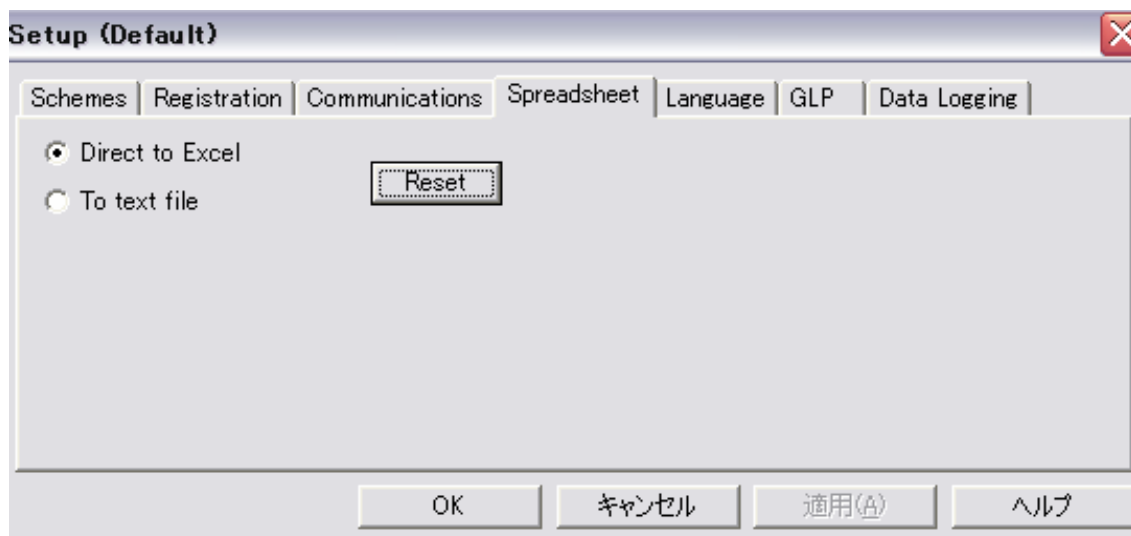 Setup (Default)
Schemes Registration Communications Spreadsheet Language GLP Data Logging
Direct to Excel
Reset
To text file
OK キャンセル 適用(A) ヘルプ